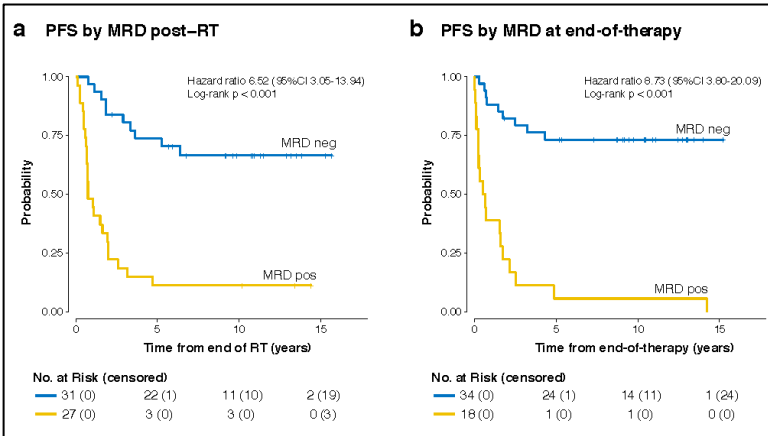 a PFS by MRD post–RT
Hazard ratio 6.52 (95%CI 3.05-13.94)
Log-rank p < 0.001
1.00
0.75
0.50
0.25
0.00
Probability
MRD neg
MRD pos
0 5 10 15
Time from end of RT (years)
No. at Risk (censored)
31 (0) 22 (1) 11 (10) 2 (19)
27 (0) 3 (0) 3 (0) 0 (3)
b PFS by MRD at end-of-therapy
Hazard ratio 8.73 (95%CI 3.80-20.09)
Log-rank p < 0.001
1.00
0.75
0.50
0.25
0.00
Probability
MRD neg
MRD pos
0 5 10 15
Time from end-of-therapy (years)
No. at Risk (censored)
34 (0) 24 (1) 14 (11) 1 (24)
18 (0) 1 (0) 1 (0) 0 (0)